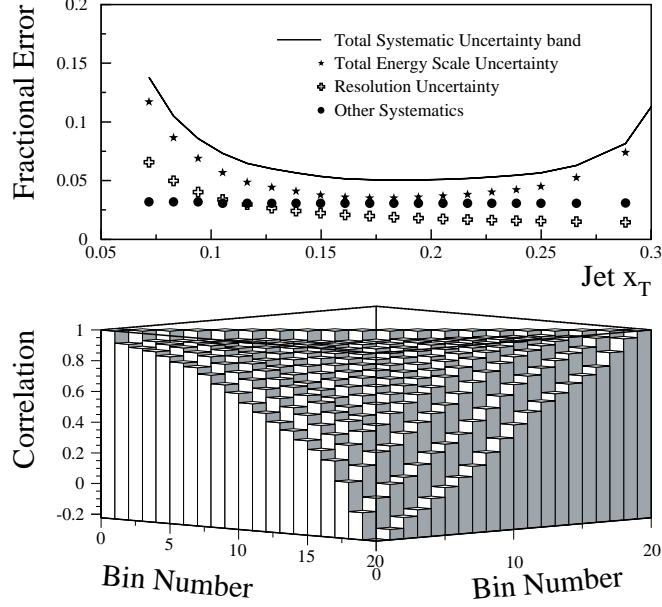 Fractional Error
0.2
0.15
0.1
0.05
0
Total Systematic Uncertainty band
Total Energy Scale Uncertainty
Resolution Uncertainty
Other Systematics
0.05 0.1 0.15 0.2 0.25 0.3
Jet x_T
Correlation
1
0.8
0.6
0.4
0.2
0
-0.2
0 5 10 15 20
0 10 20
Bin Number
Bin Number